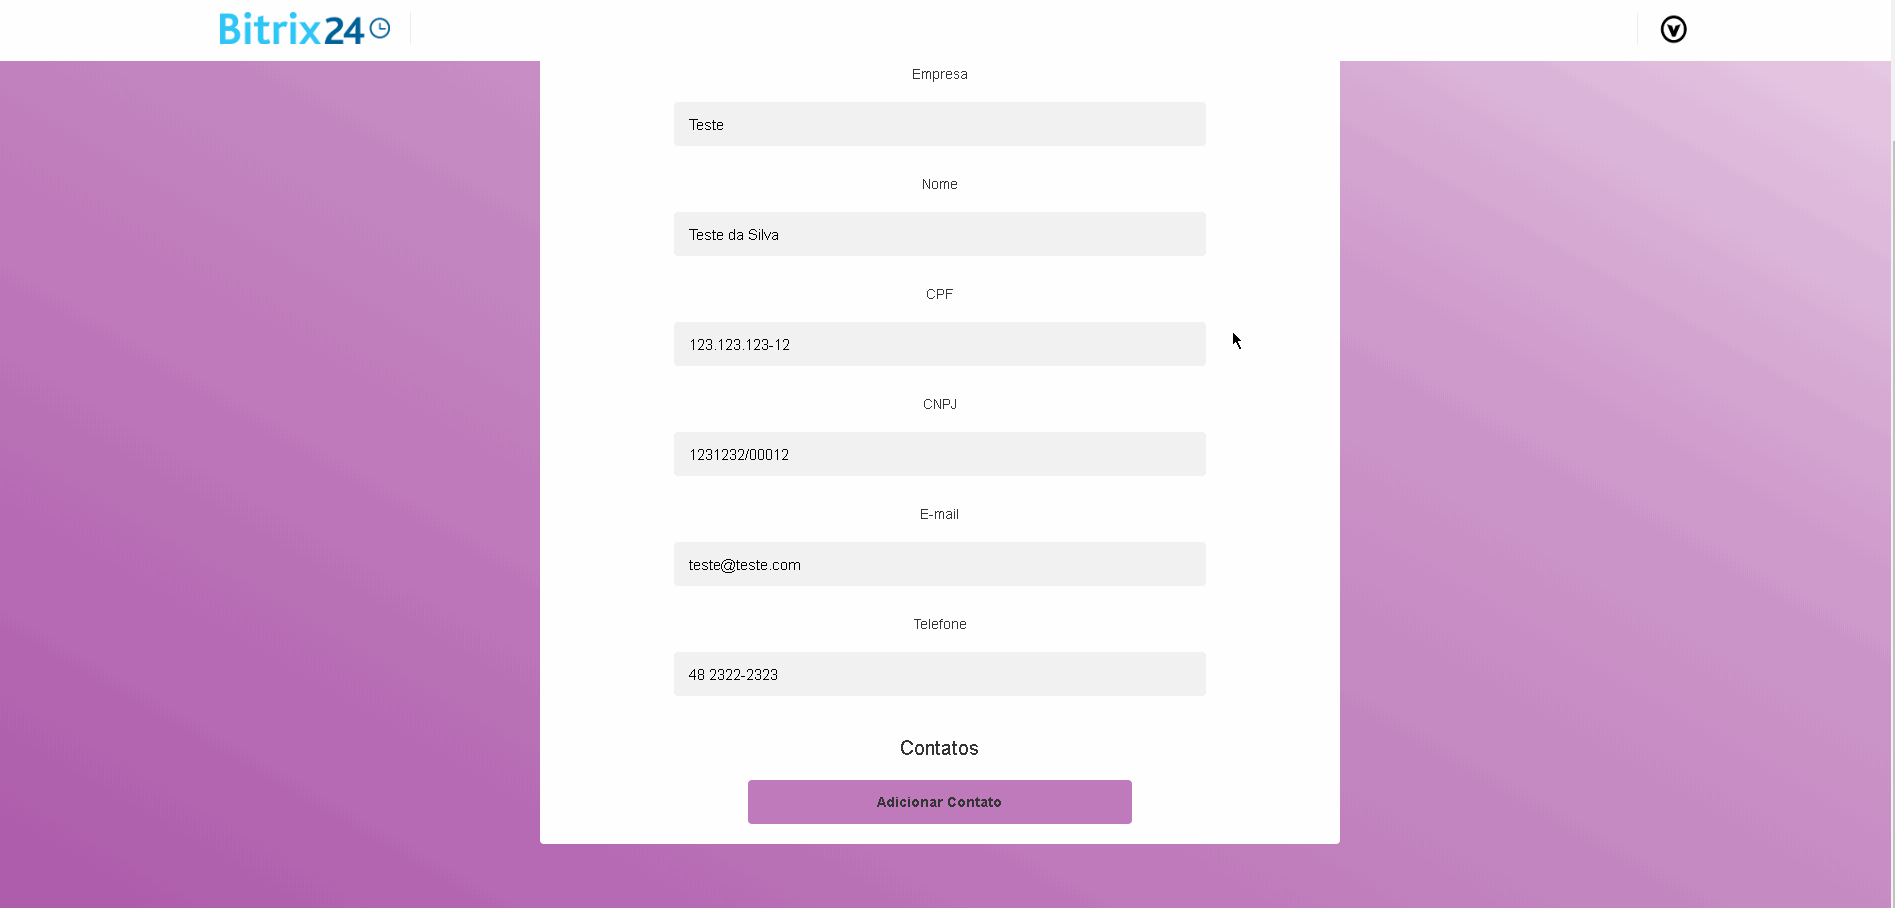 Bitrix24
Empresa
Teste
Nome
Teste da Silva
CPF
123.123.123-12
CNPJ
1231232/00012
E-mail
teste@teste.com
Telefone
48 2322-2323
Contatos
Adicionar Contato